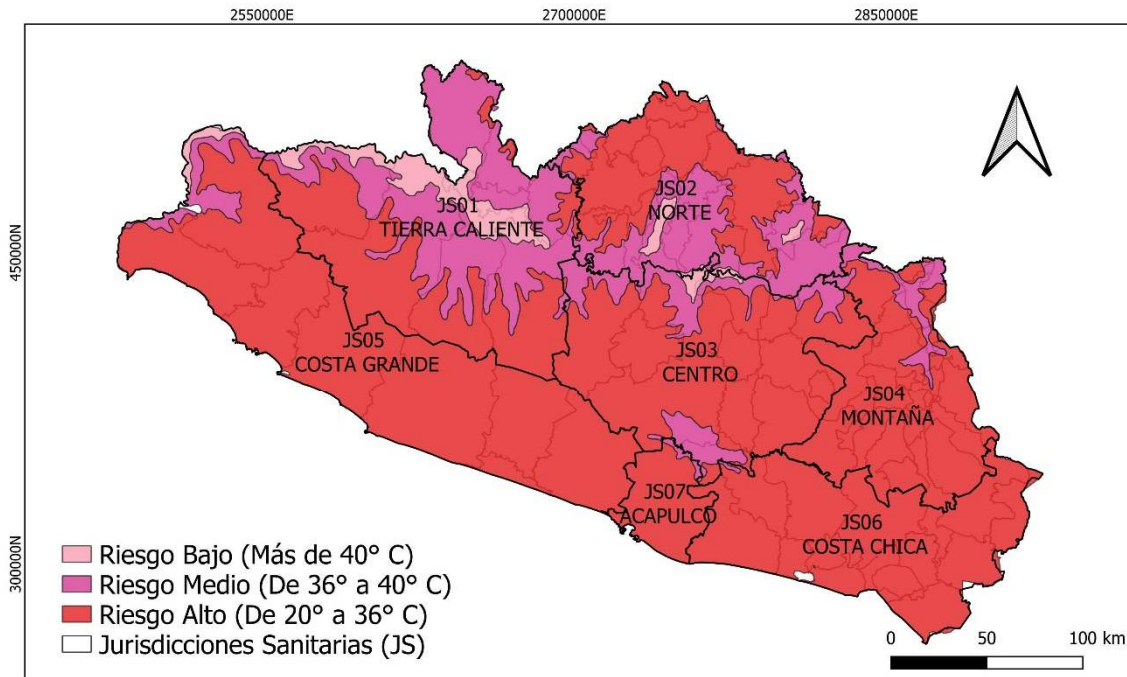 2550000E
2700000E
2850000E
450000N
300000N
JS01
TIERRA CALIENTE
JS02
NORTE
JS05
COSTA GRANDE
JS03
CENTRO
JS04
MONTAÑA
JS07
ACAPULCO
JS06
COSTA CHICA
Riesgo Bajo (Más de 40° C)
Riesgo Medio (De 36° a 40° C)
Riesgo Alto (De 20° a 36° C)
Jurisdicciones Sanitarias (JS)
0 50 100 km